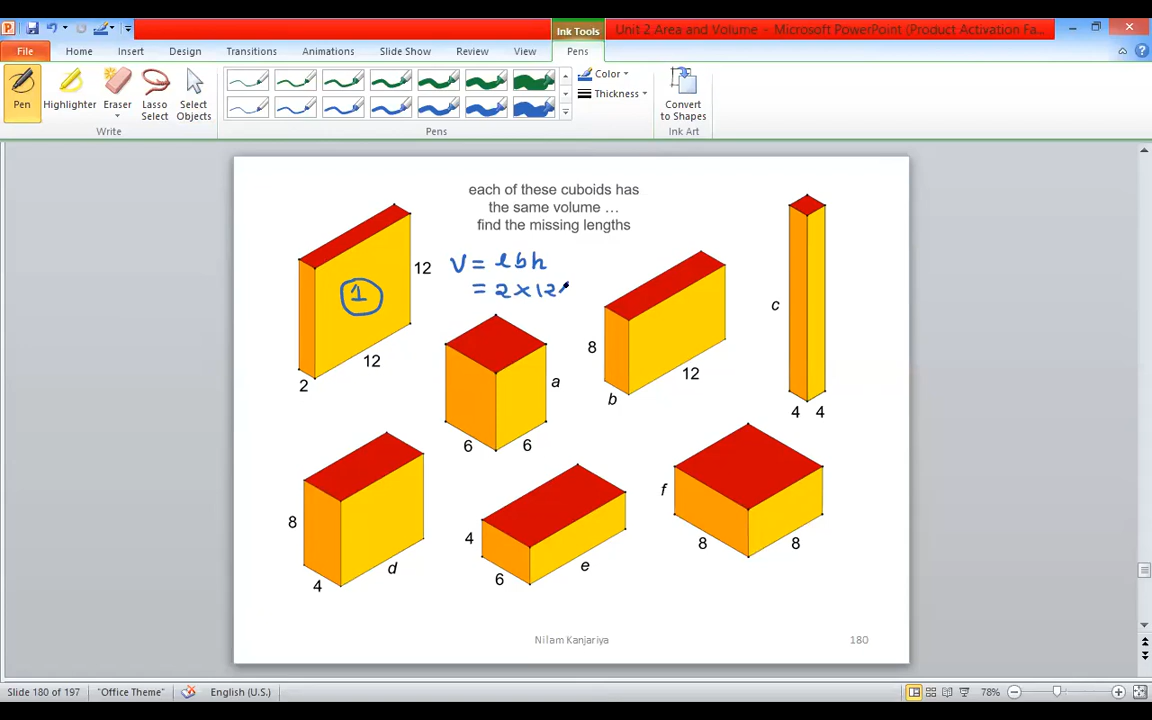 Ink Tools
Unit 2 Area and Volume - Microsoft PowerPoint (Product Activation Fa...
File Home Insert Design Transitions Animations Slide Show Review View Pens
Pen
Highlighter
Eraser
Lasso Select
Select Objects
Color
Thickness
Convert to Shapes
Write
Pens
Ink Art
each of these cuboids has
the same volume …
find the missing lengths
V = lbh
= 2×12×
1
12
12
2
a
6
6
8
b
12
c
4 4
8
4
d
4
6
e
f
8
8
Nilam Kanjariya
180
Slide 180 of 197
"Office Theme"
English (U.S.)
78%